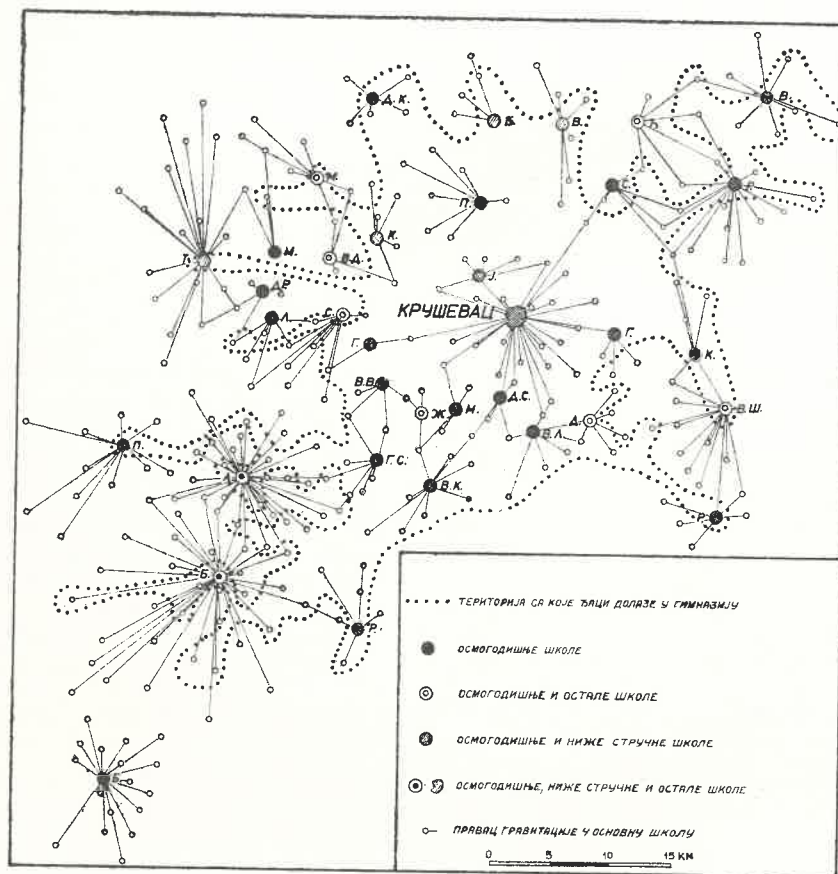 Д.К.
Б.
В.
В.
С.
П.
К.
М.
В.Д.
Ј.
КРУШЕВАЦ
Л.
С.
Г.
Г.
К.
В.В.
Ж.
М.
Д.С.
В.Л.
Д.
В.Ш.
П.
Г.С.
В.К.
Р.
Б.
Р.
Б.
ТЕРИТОРИЈА СА КОЈЕ ЂАЦИ ДОЛАЗЕ У ГИМНАЗИЈУ
ОСМОГОДИШЊЕ ШКОЛЕ
ОСМОГОДИШЊЕ И ОСТАЛЕ ШКОЛЕ
ОСМОГОДИШЊЕ И НИЖЕ СТРУЧНЕ ШКОЛЕ
ОСМОГОДИШЊЕ, НИЖЕ СТРУЧНЕ И ОСТАЛЕ ШКОЛЕ
ПРАВАЦ ГРАВИТАЦИЈЕ У ОСНОВНУ ШКОЛУ
0 5 10 15 КМ